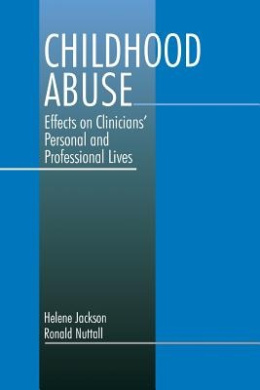 CHILDHOOD
ABUSE:
Effects on Clinicians'
Personal and
Professional Lives
Helene Jackson
Ronald Nuttall